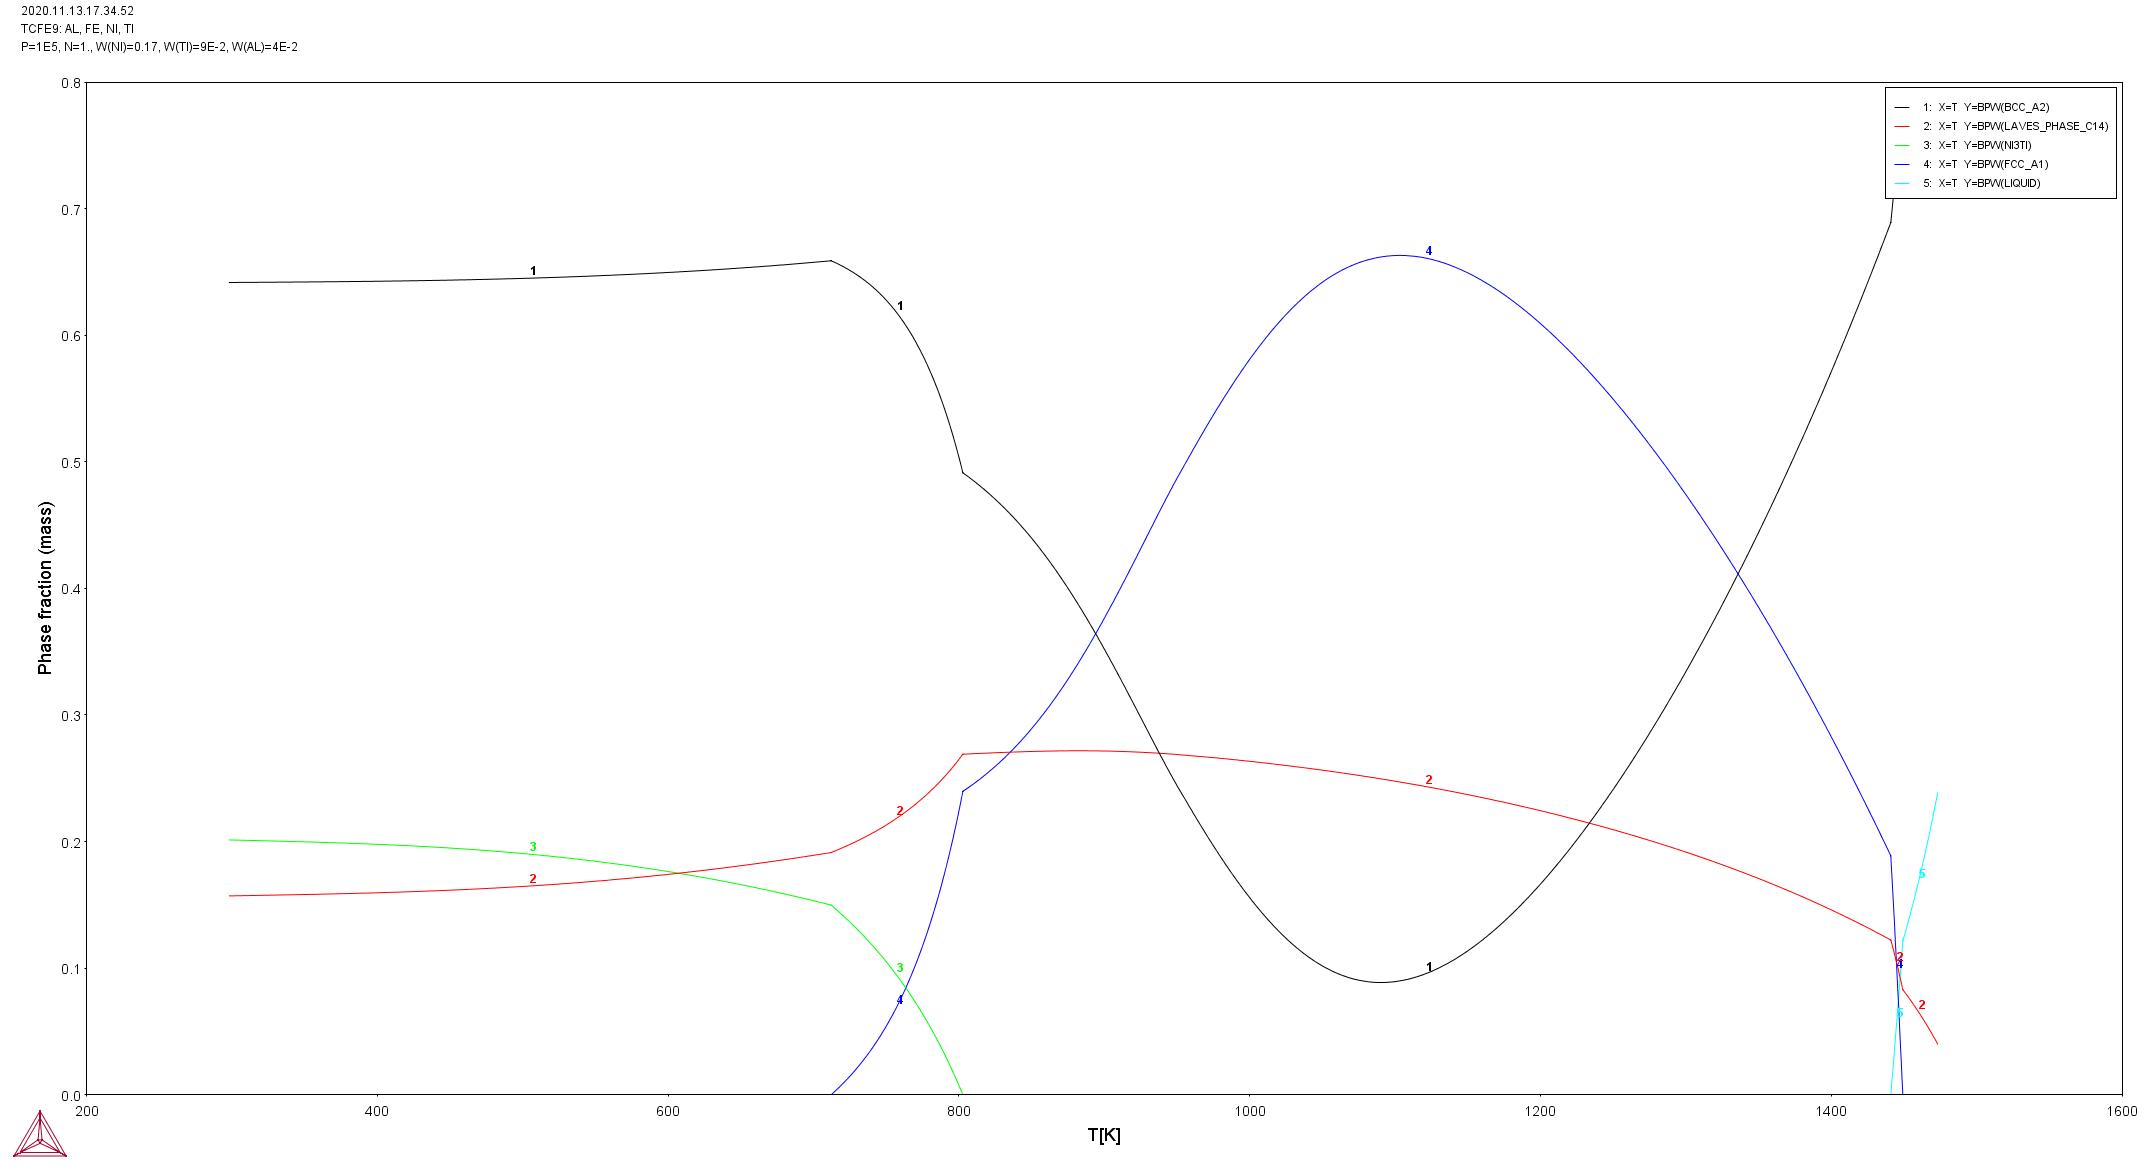 2020.11.13.17.34.52
TCFE9: AL, FE, NI, TI
P=1E5, N=1., W(NI)=0.17, W(TI)=9E-2, W(AL)=4E-2
1: X=T Y=BPW(BCC_A2)
2: X=T Y=BPW(LAVES_PHASE_C14)
3: X=T Y=BPW(NI3TI)
4: X=T Y=BPW(FCC_A1)
5: X=T Y=BPW(LIQUID)
Phase fraction (mass)
0.8
0.7
0.6
0.5
0.4
0.3
0.2
0.1
0.0
1
1
4
2
2
3
2
3
4
1
5
2
4
2
5
200 400 600 800 1000 1200 1400 1600
T[K]